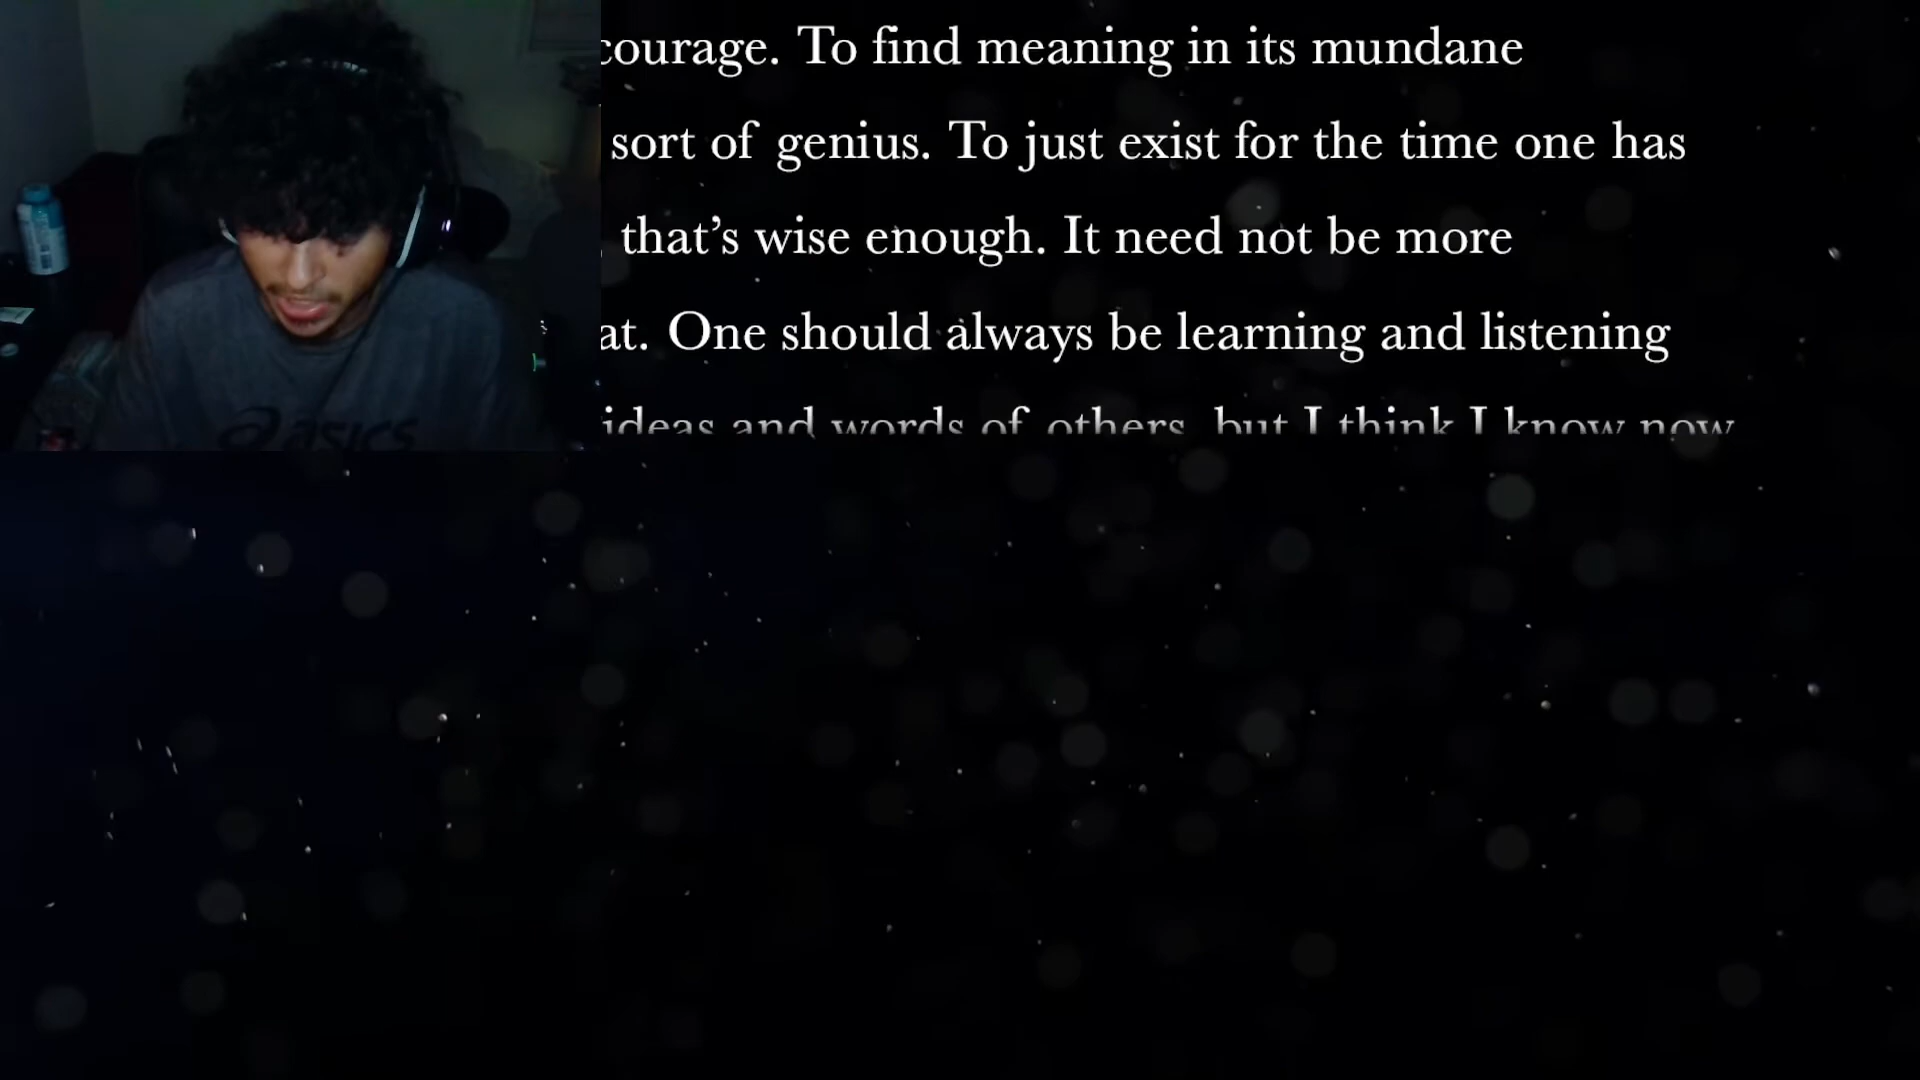 courage. To find meaning in its mundane
sort of genius. To just exist for the time one has
that’s wise enough. It need not be more
at. One should always be learning and listening
ideas and words of others, but I think I know now
asics